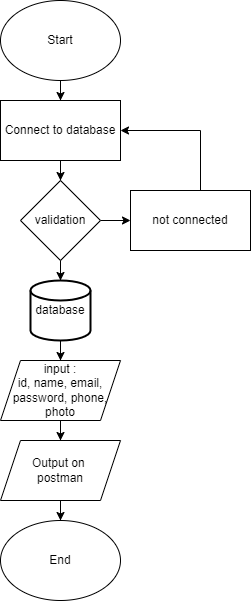 Start
Connect to database
validation
not connected
database
input :
id, name, email,
password, phone,
photo
Output on
postman
End